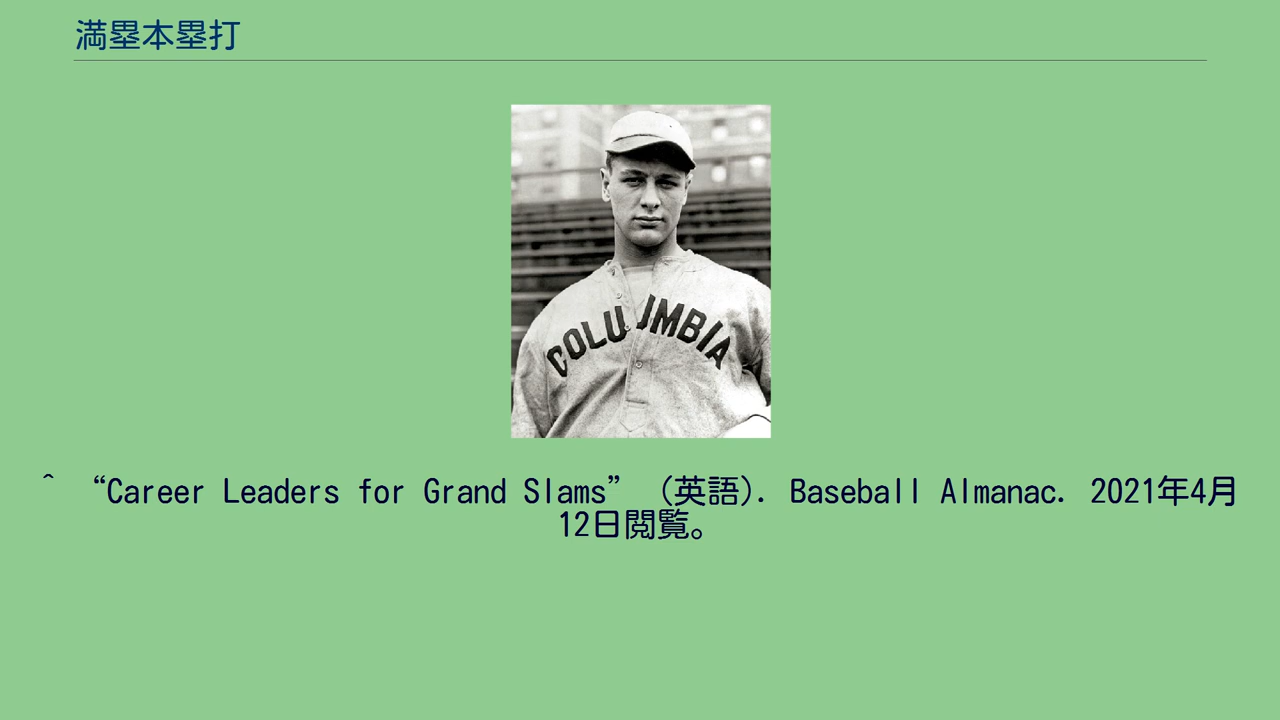 満塁本塁打
COLUMBIA
^ “Career Leaders for Grand Slams” (英語). Baseball Almanac. 2021年4月
12日閲覧。